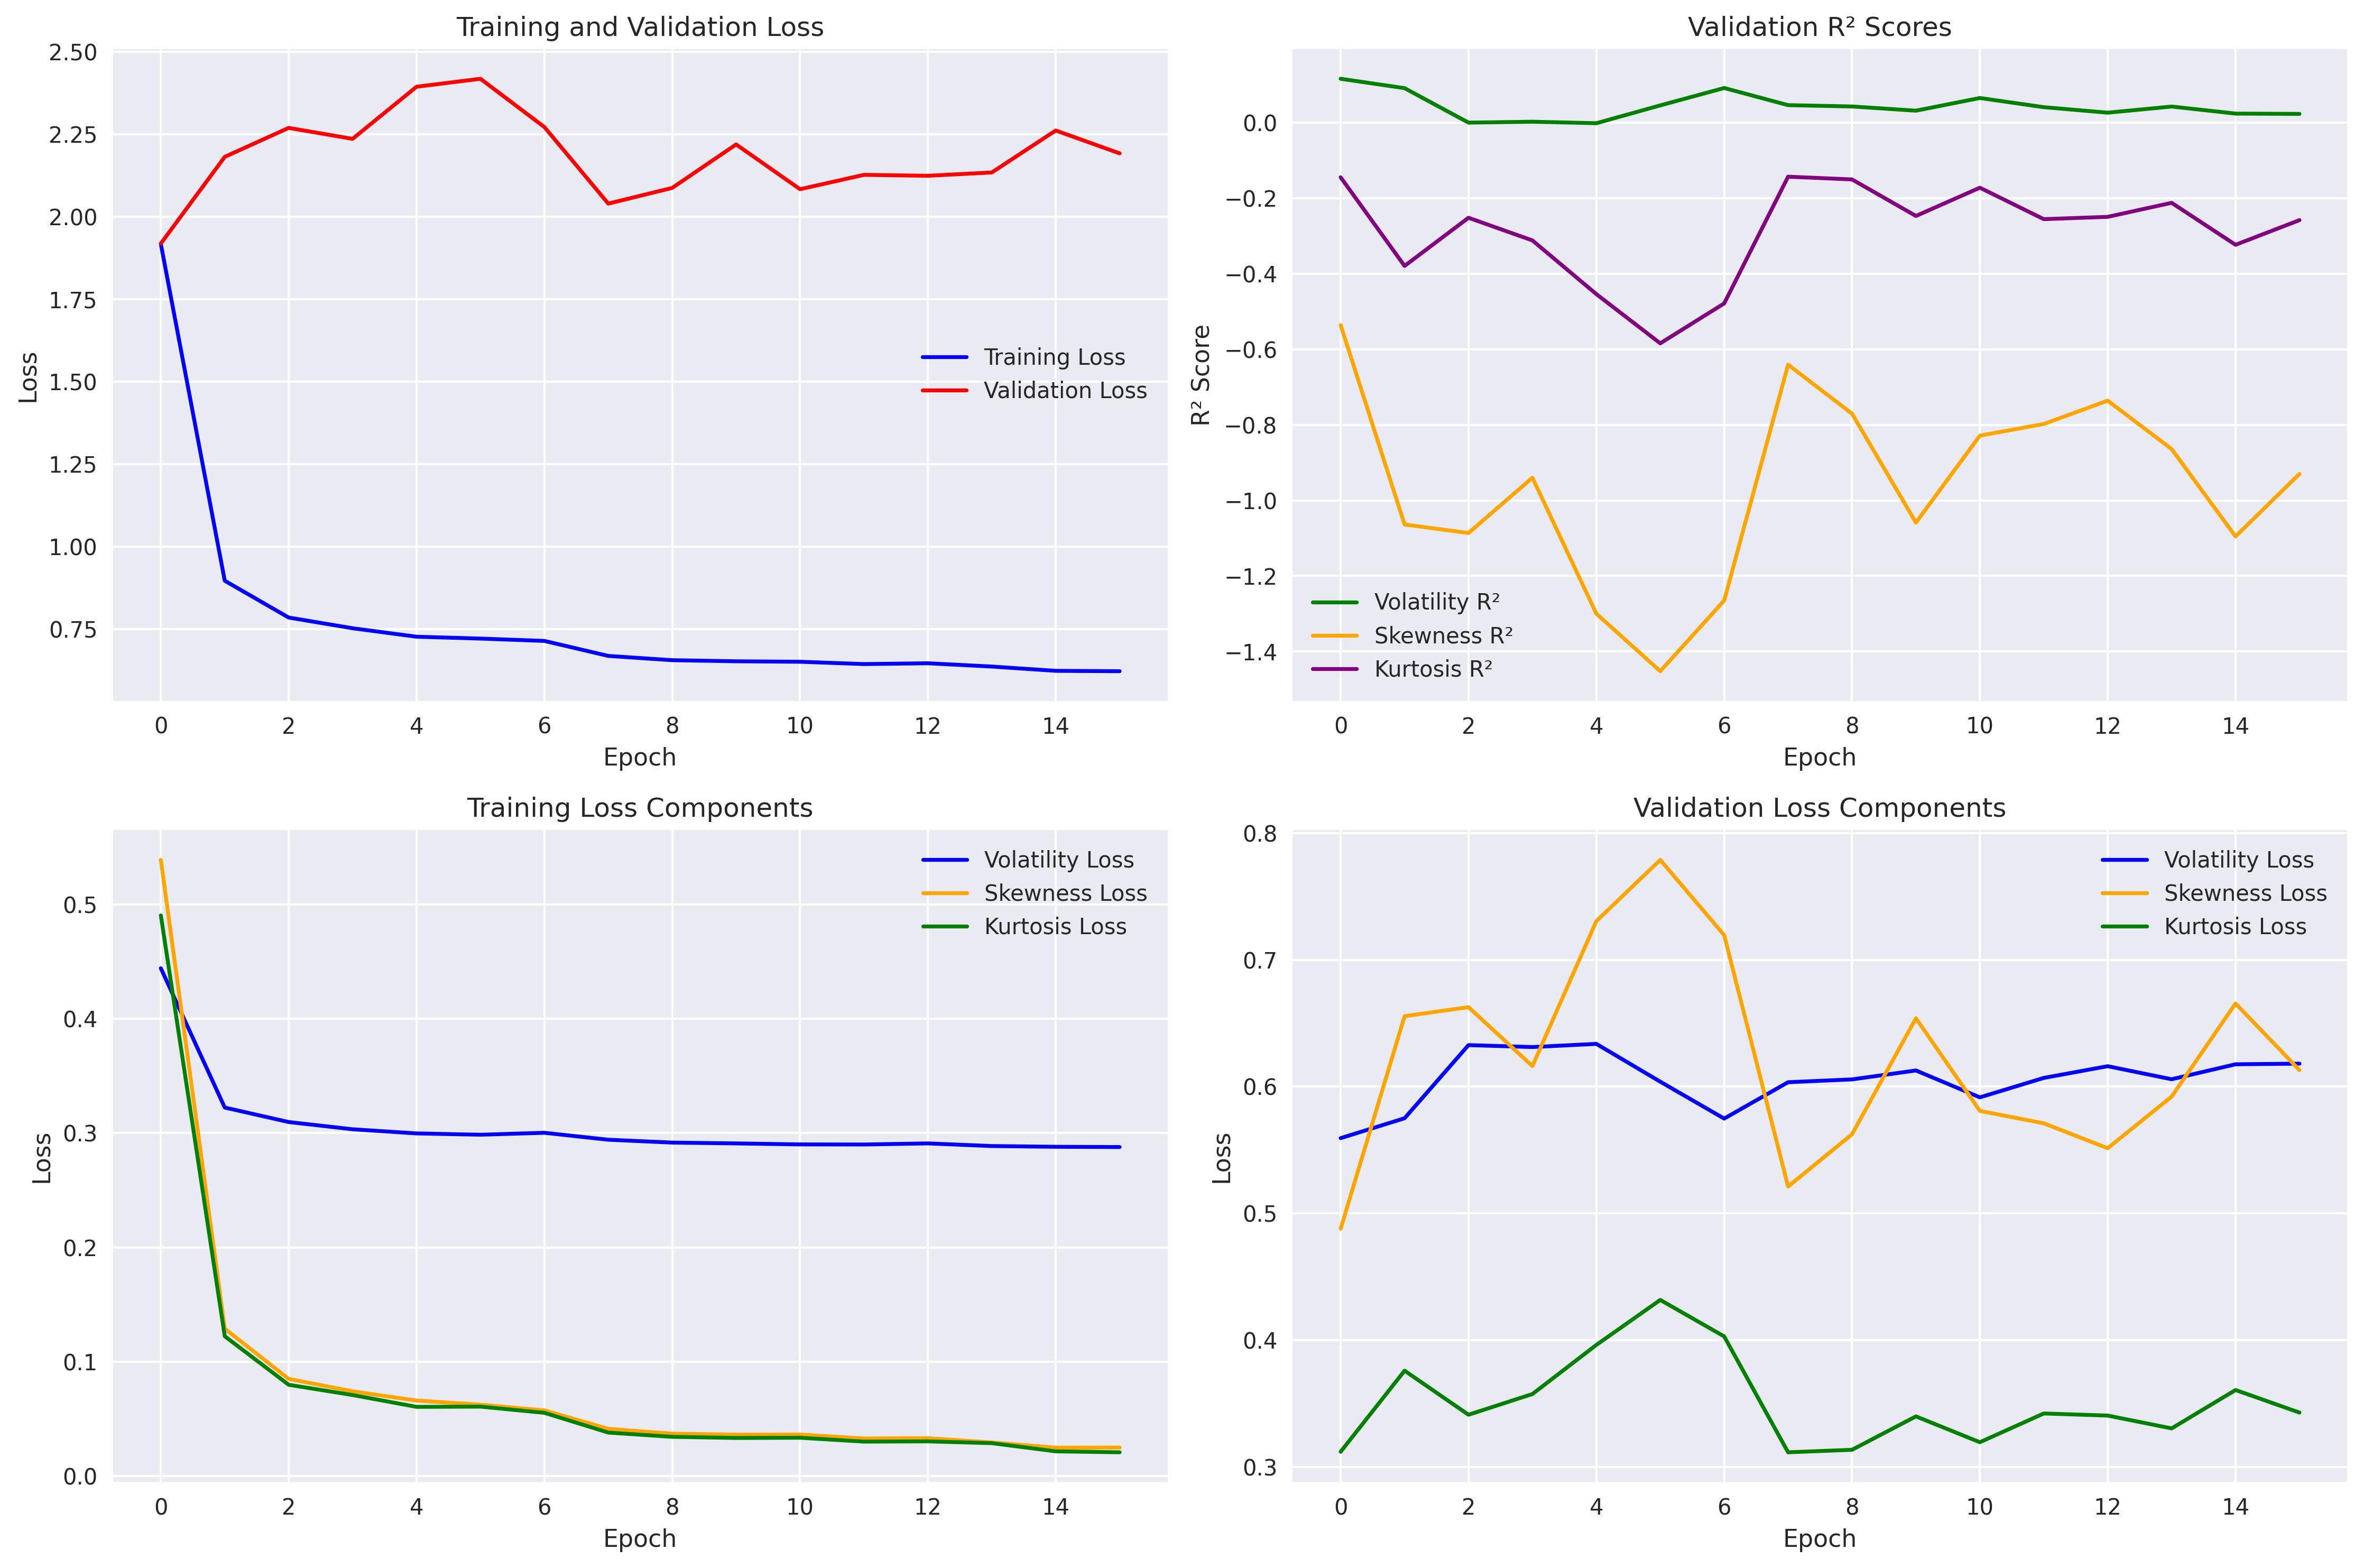 Training and Validation Loss
2.50
2.25
2.00
1.75
1.50
1.25
1.00
0.75
Loss
Training Loss
Validation Loss
0 2 4 6 8 10 12 14
Epoch
Validation R² Scores
0.0
−0.2
−0.4
−0.6
−0.8
−1.0
−1.2
−1.4
R² Score
Volatility R²
Skewness R²
Kurtosis R²
0 2 4 6 8 10 12 14
Epoch
Training Loss Components
0.5
0.4
0.3
0.2
0.1
0.0
Loss
Volatility Loss
Skewness Loss
Kurtosis Loss
0 2 4 6 8 10 12 14
Epoch
Validation Loss Components
0.8
0.7
0.6
0.5
0.4
0.3
Loss
Volatility Loss
Skewness Loss
Kurtosis Loss
0 2 4 6 8 10 12 14
Epoch